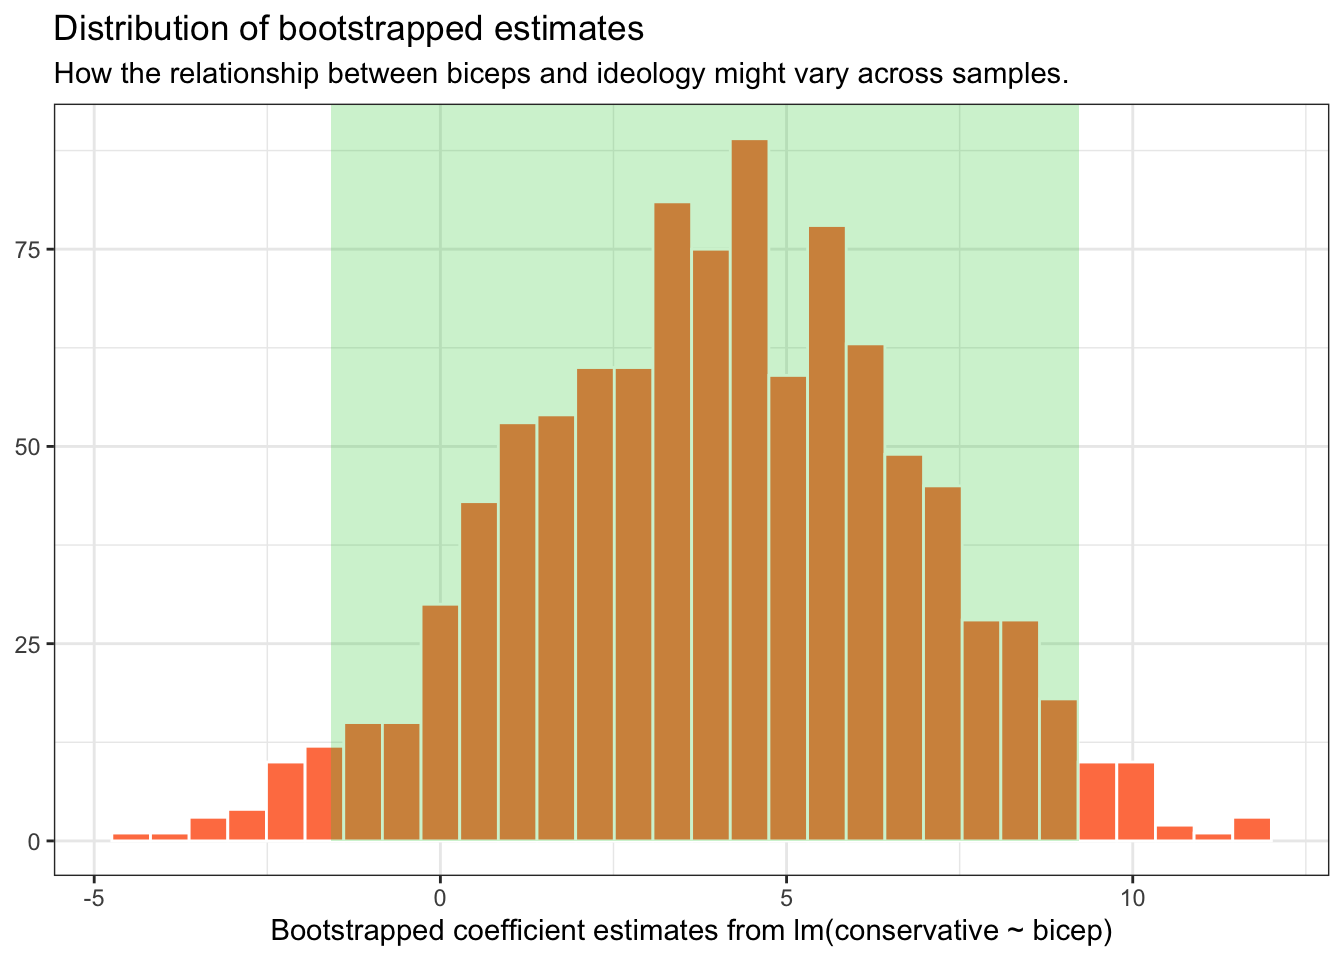 Distribution of bootstrapped estimates
How the relationship between biceps and ideology might vary across samples.
75
50
25
0
-5 0 5 10
Bootstrapped coefficient estimates from lm(conservative ~ bicep)